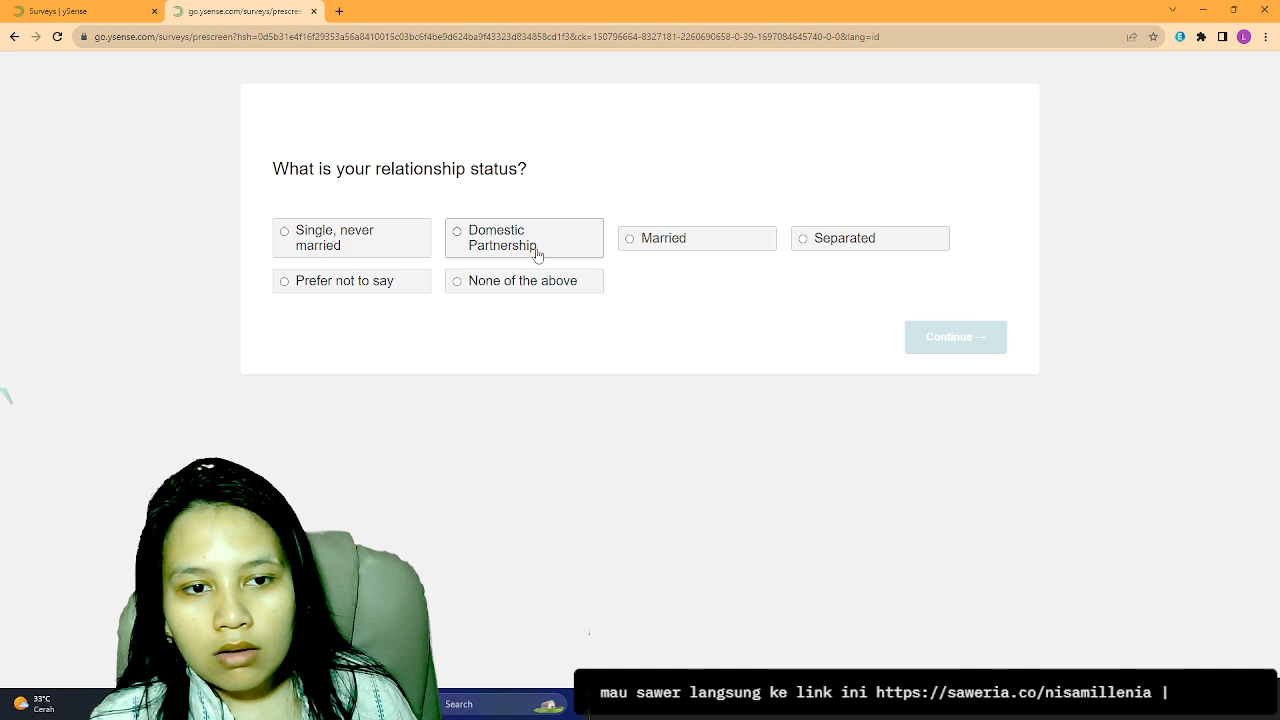 Surveys | ySense
go.ysense.com/surveys/prescree
go.ysense.com/surveys/prescreen?hsh=0d5b31e4f16f29353a56a8410015c03bc6f4be9d624ba9f43323d834858cd1f3&ck=150796664-8327181-2260690658-0-39-1697084645740-0-0&lang=id
What is your relationship status?
Single, never
married
Domestic
Partnership
Married
Separated
Prefer not to say
None of the above
Continue →
33°C
Cerah
Search
mau sawer langsung ke link ini https://saweria.co/nisamillenia |